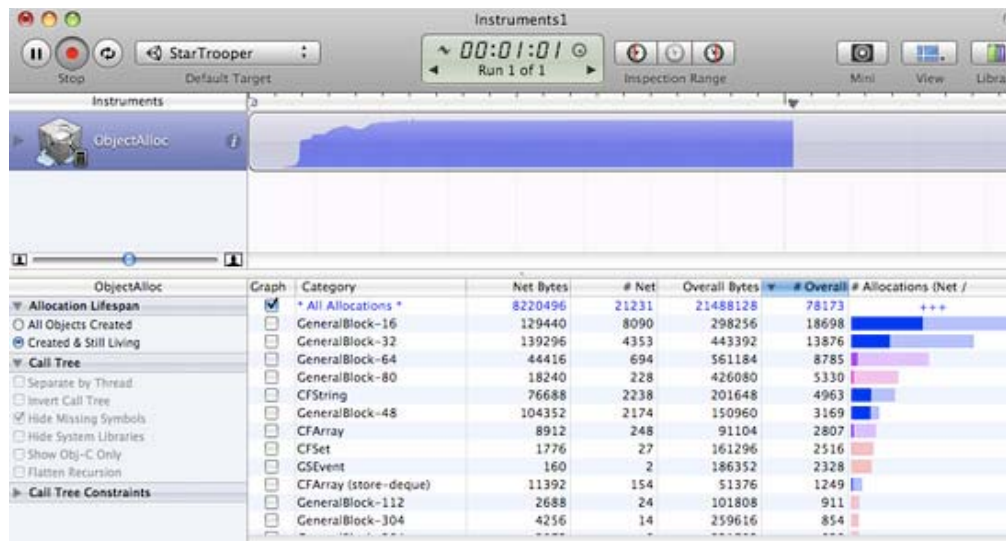 Instruments1
StarTrooper
00:01:01
Run 1 of 1
Stop
Default Target
Inspection Range
Mini
View
Instruments
ObjectAlloc
ObjectAlloc
Graph Category Net Bytes # Net Overall Bytes # Overall # Allocations (Net /
Allocation Lifespan
All Objects Created
Created & Still Living
Call Tree
Separate by Thread
Invert Call Tree
Hide Missing Symbols
Hide System Libraries
Show Obj-C Only
Flatten Recursion
Call Tree Constraints
* All Allocations * 8220496 21231 21488128 78173 +++
GeneralBlock-16 129440 8090 298256 18698
GeneralBlock-32 139296 4353 443392 13876
GeneralBlock-64 44416 694 561184 8785
GeneralBlock-80 18240 228 426080 5330
CFString 76688 2238 201648 4963
GeneralBlock-48 104352 2174 150960 3169
CFArray 8912 248 91104 2807
CFSet 1776 27 161296 2516
GSEvent 160 2 186352 2328
CFArray (store-deque) 11392 154 51376 1249
GeneralBlock-112 2688 24 101808 911
GeneralBlock-304 4256 14 259616 854